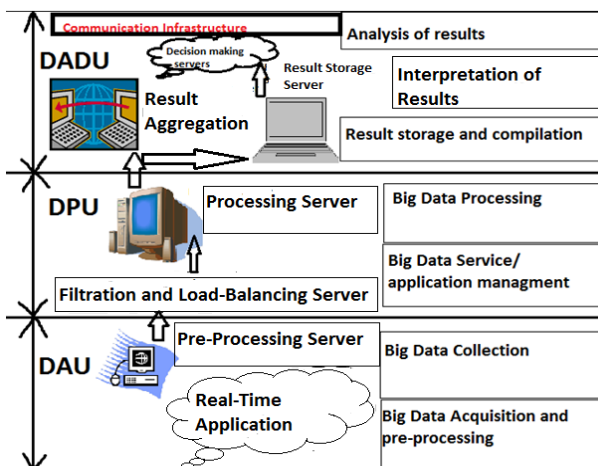 Communication Infrastructure
Analysis of results
DADU
Decision making
servers
Result Storage
Server
Interpretation of
Results
Result
Aggregation
Result storage and compilation
DPU
Processing Server
Big Data Processing
Big Data Service/
application managment
Filtration and Load-Balancing Server
Pre-Processing Server
DAU
Big Data Collection
Real-Time
Application
Big Data Acquisition and
pre-processing